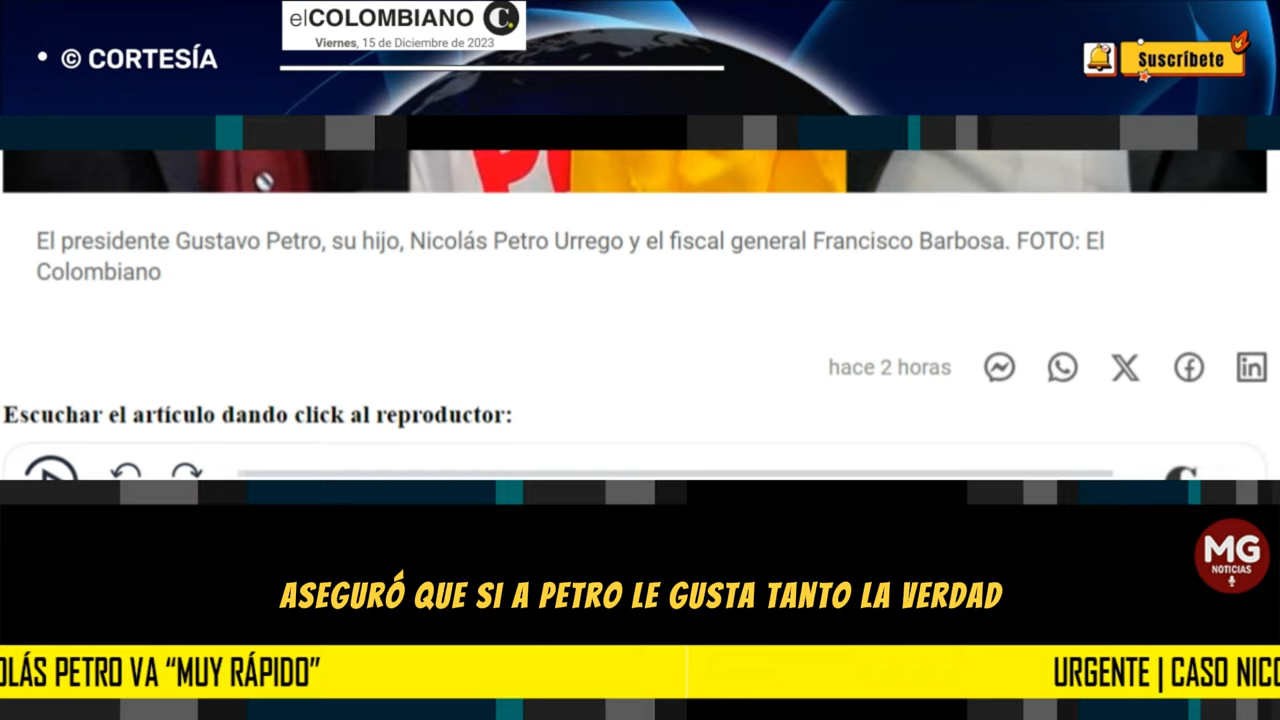 elCOLOMBIANO C.
Viernes, 15 de Diciembre de 2023
• © CORTESÍA
Suscríbete
El presidente Gustavo Petro, su hijo, Nicolás Petro Urrego y el fiscal general Francisco Barbosa. FOTO: El
Colombiano
hace 2 horas
Escuchar el artículo dando click al reproductor:
MG
NOTICIAS
ASEGURÓ QUE SI A PETRO LE GUSTA TANTO LA VERDAD
OLÁS PETRO VA “MUY RÁPIDO”
URGENTE | CASO NICO